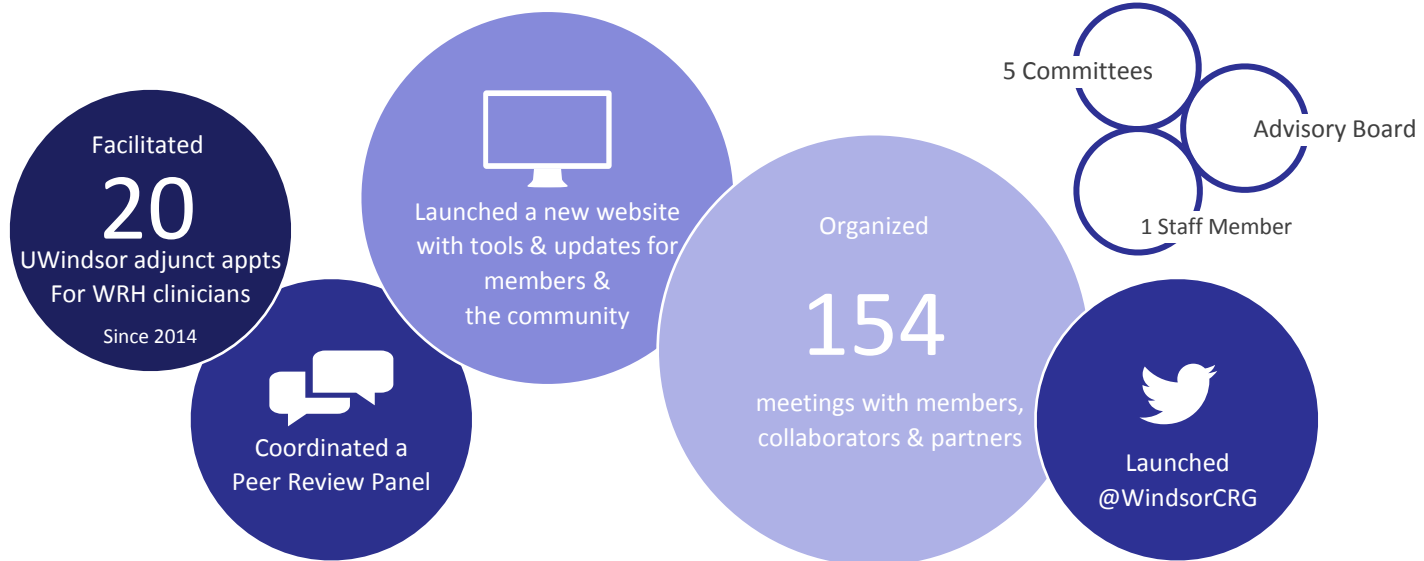 Facilitated
20
UWindsor adjunct appts
For WRH clinicians
Since 2014
Coordinated a
Peer Review Panel
Launched a new website
with tools & updates for
members &
the community
Organized
154
meetings with members,
collaborators & partners
5 Committees
Advisory Board
1 Staff Member
Launched
@WindsorCRG